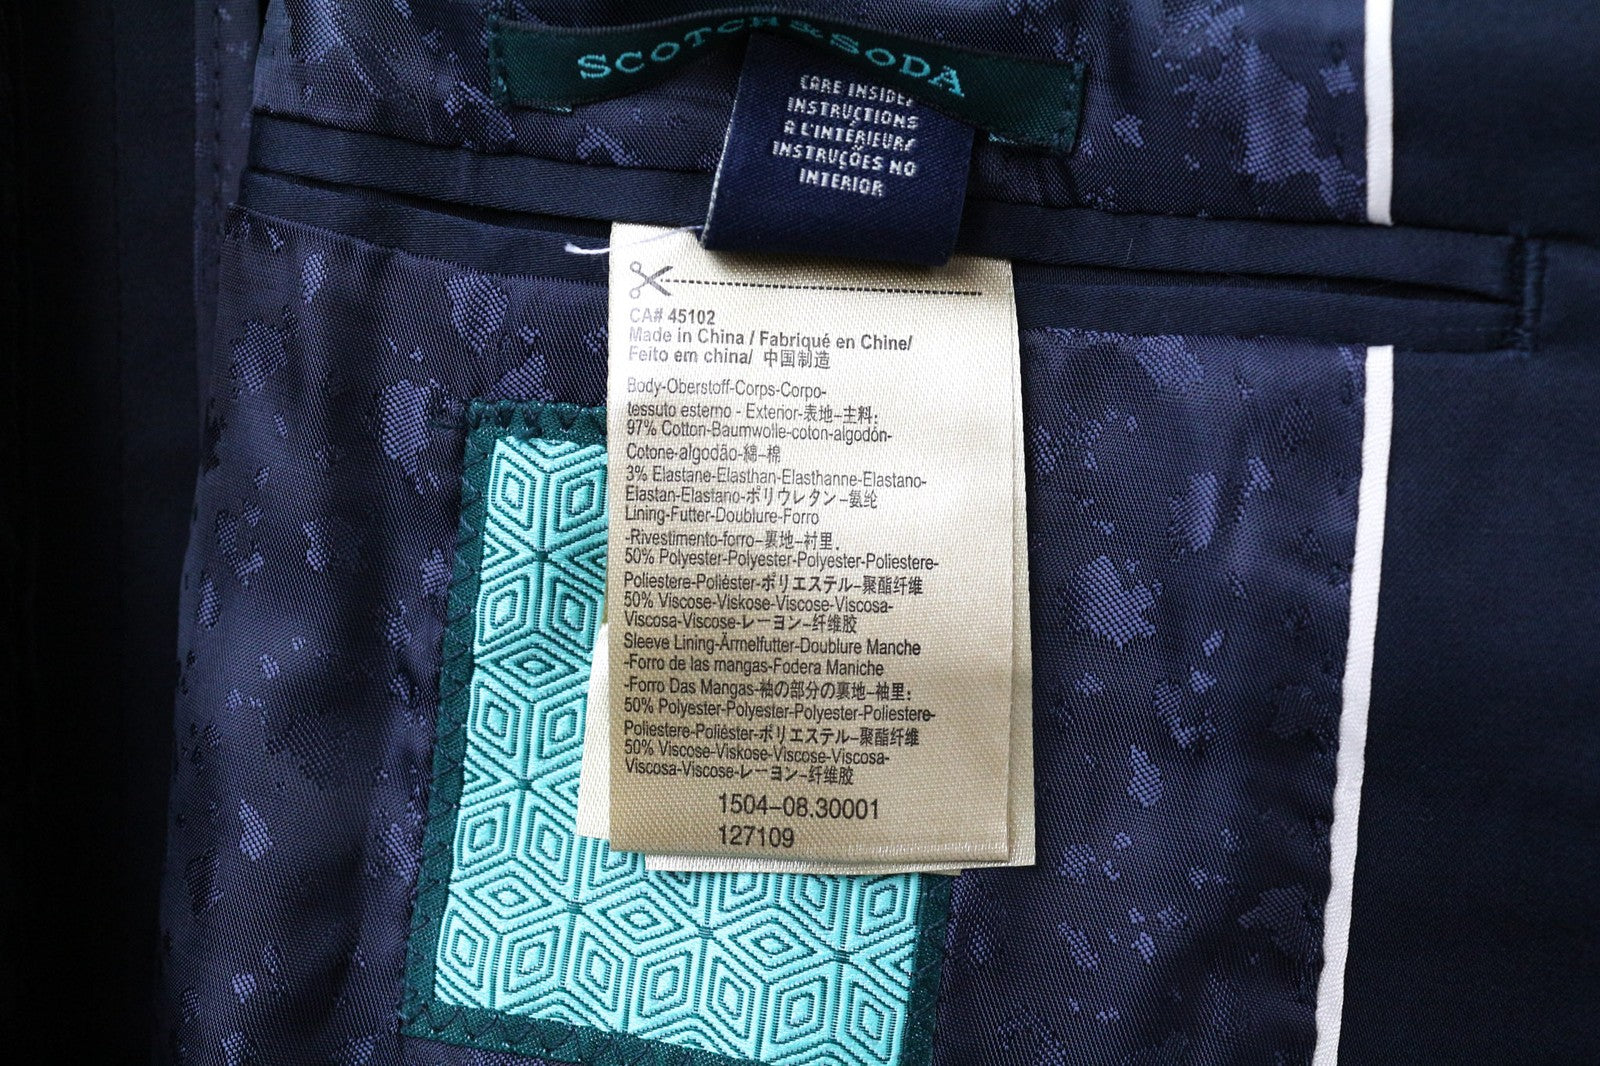 SCOTCH & SODA
CARE INSIDE/
INSTRUCTIONS
A L'INTÉRIEUR/
INSTRUÇÕES NO
INTERIOR
CA# 45102
Made in China / Fabriqué en Chine/
Feito em china/ 中国制造
Body-Oberstoff-Corps-Corpo-
tessuto esterno - Exterior-表地–主料:
97% Cotton-Baumwolle-coton-algodón-
Cotone-algodão-綿–棉
3% Elastane-Elasthan-Elasthanne-Elastano-
Elastan-Elastano-ポリウレタン–氨纶
Lining-Futter-Doublure-Forro
-Rivestimento-forro–裏地–衬里.
50% Polyester-Polyester-Polyester-Poliestere-
Poliestere-Poliéster-ポリエステル–聚酯纤维
50% Viscose-Viskose-Viscose-Viscosa-
Viscosa-Viscose-レーヨン–纤维胶
Sleeve Lining-Ärmelfutter-Doublure Manche
-Forro de las mangas-Fodera Maniche
-Forro Das Mangas-袖の部分の裏地–袖里:
50% Polyester-Polyester-Polyester-Poliestere-
Poliestere-Poliéster-ポリエステル–聚酯纤维
50% Viscose-Viskose-Viscose-Viscosa-
Viscosa-Viscose-レーヨン–纤维胶
1504–08.30001
127109